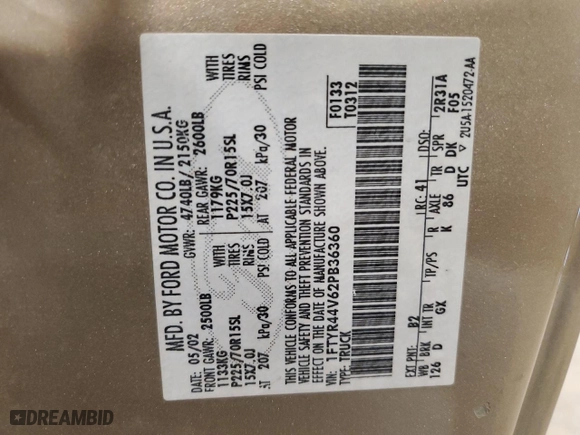 MFD. BY FORD MOTOR CO. IN U.S.A.
DATE: 05/02 GVWR: 4740LB/ 2150KG
FRONT GAWR: 2500LB REAR GAWR: 2600LB WITH
1133KG 1179KG WITH TIRES
P225/70R15SL P225/70R15SL TIRES RIMS
15X7.0J 15X7.0J RIMS
AT 207 kPa/30 PSI COLD AT 207 kPa/30 PSI COLD
THIS VEHICLE CONFORMS TO ALL APPLICABLE FEDERAL MOTOR
VEHICLE SAFETY AND THEFT PREVENTION STANDARDS IN
EFFECT ON THE DATE OF MANUFACTURE SHOWN ABOVE.
VIN: 1FTYR44V62PB36360
TYPE: TRUCK
F0133
T0312
EXT PNT: B2 RC: 41 DSO:
WB BRK INT TR TP/PS R AXLE TR SPR 2R31A
126 D GX K 86 D DK F05
UTC ▽ 2U5A-1520472-AA
DREAMBID